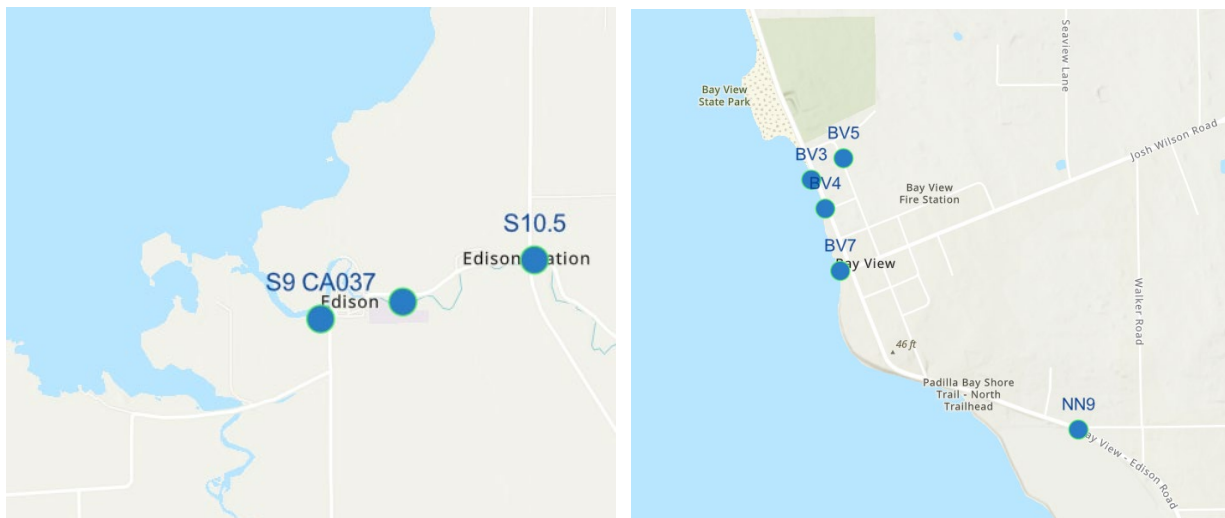 S10.5
Edison Station
S9 CA037
Edison
Bay View
State Park
BV5
BV3
BV4
BV7
Bay View
Bay View
Fire Station
Seaview Lane
Josh Wilson Road
Walker Road
46 ft
Padilla Bay Shore
Trail - North
Trailhead
NN9
Bay View - Edison Road